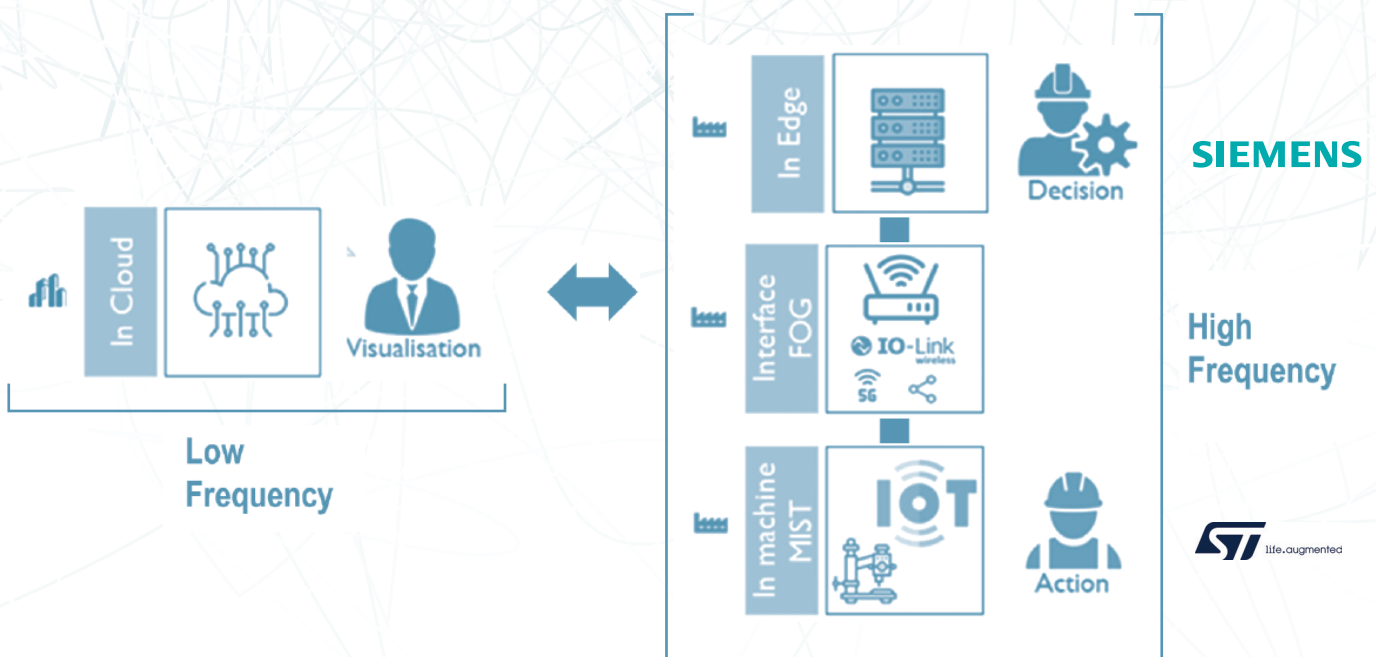 In Cloud
Visualisation
Low
Frequency
In Edge
Decision
SIEMENS
Interface
FOG
IO-Link
wireless
5G
High
Frequency
In machine
MIST
IOT
Action
ST
life.augmented